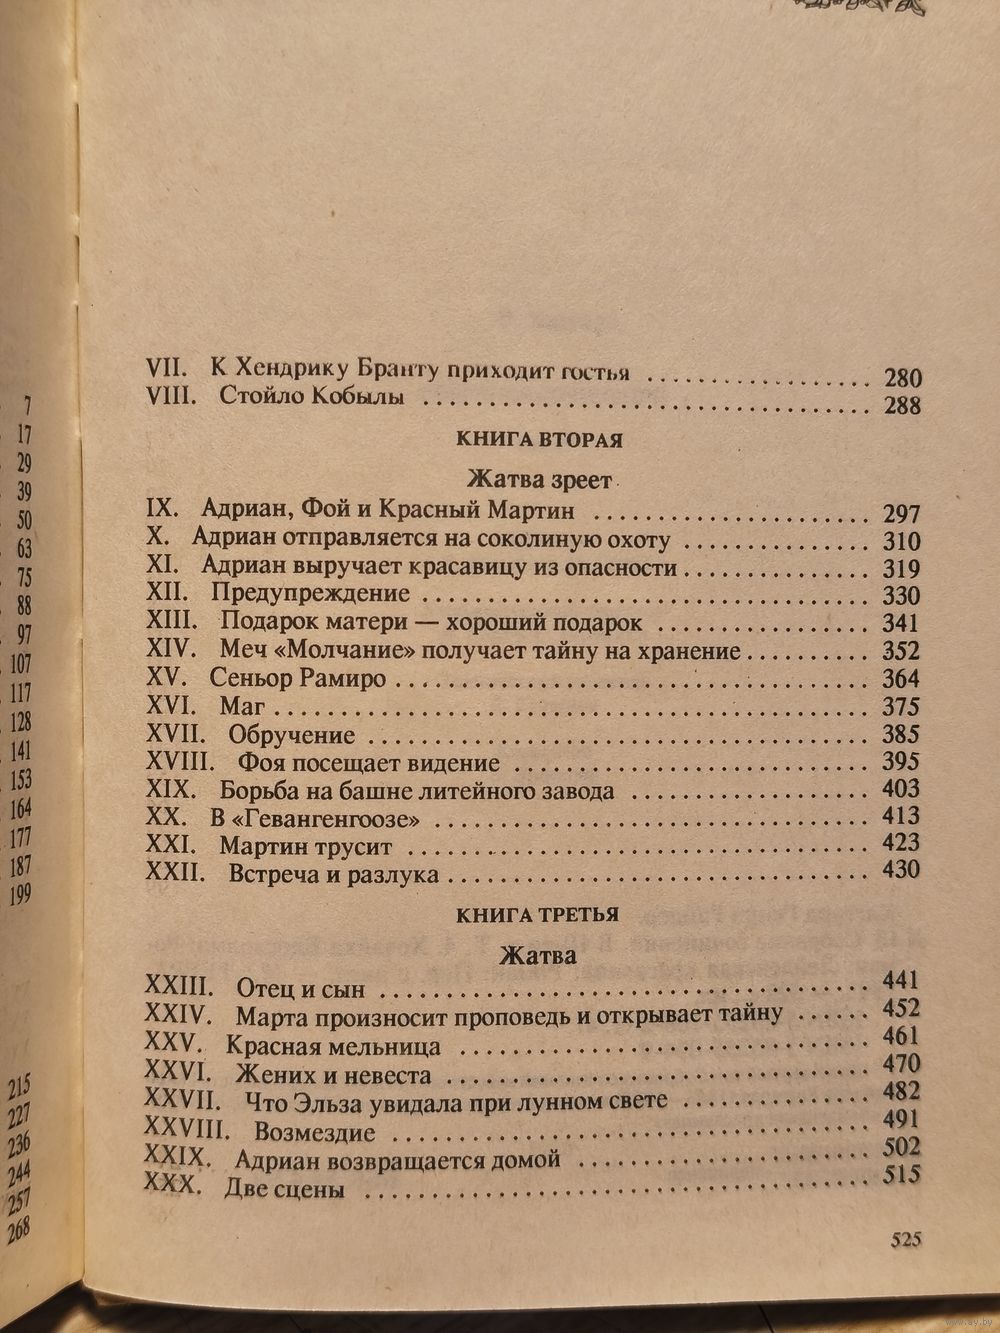 7
17
29
39
50
63
75
88
97
107
117
128
141
153
164
177
187
199
215
227
236
244
257
268
VII. К Хендрику Бранту приходит гостья .................. 280
VIII. Стойло Кобылы .................................. 288
КНИГА ВТОРАЯ
Жатва зреет
IX. Адриан, Фой и Красный Мартин ..................... 297
X. Адриан отправляется на соколиную охоту .............. 310
XI. Адриан выручает красавицу из опасности .............. 319
XII. Предупреждение .................................. 330
XIII. Подарок матери — хороший подарок ................ 341
XIV. Меч «Молчание» получает тайну на хранение .......... 352
XV. Сеньор Рамиро .................................... 364
XVI. Маг ............................................. 375
XVII. Обручение ...................................... 385
XVIII. Фоя посещает видение ........................... 395
XIX. Борьба на башне литейного завода .................. 403
XX. В «Гевангенгоозе» ................................. 413
XXI. Мартин трусит ................................... 423
XXII. Встреча и разлука ................................ 430
КНИГА ТРЕТЬЯ
Жатва
XXIII. Отец и сын ..................................... 441
XXIV. Марта произносит проповедь и открывает тайну ...... 452
XXV. Красная мельница ................................ 461
XXVI. Жених и невеста ................................. 470
XXVII. Что Эльза увидала при лунном свете .............. 482
XXVIII. Возмездие ..................................... 491
XXIX. Адриан возвращается домой ....................... 502
XXX. Две сцены ....................................... 515
525
www.ay.by